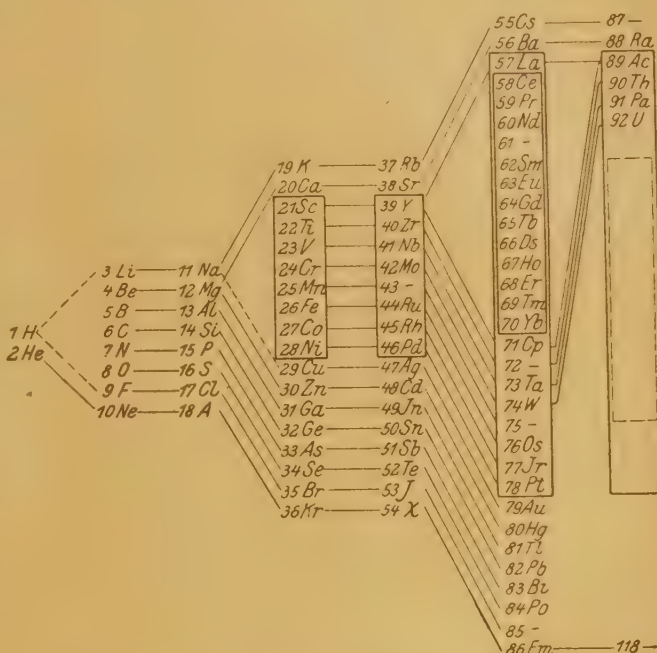 1 H
2 He
3 Li
4 Be
5 B
6 C
7 N
8 O
9 F
10 Ne
11 Na
12 Mg
13 Al
14 Si
15 P
16 S
17 Cl
18 A
19 K
20 Ca
21 Sc
22 Ti
23 V
24 Cr
25 Mn
26 Fe
27 Co
28 Ni
29 Cu
30 Zn
31 Ga
32 Ge
33 As
34 Se
35 Br
36 Kr
37 Rb
38 Sr
39 Y
40 Zr
41 Nb
42 Mo
43 -
44 Ru
45 Rh
46 Pd
47 Ag
48 Cd
49 Jn
50 Sn
51 Sb
52 Te
53 J
54 X
55 Cs
56 Ba
57 La
58 Ce
59 Pr
60 Nd
61 -
62 Sm
63 Eu
64 Gd
65 Tb
66 Ds
67 Ho
68 Er
69 Tm
70 Yb
71 Cp
72 -
73 Ta
74 W
75 -
76 Os
77 Jr
78 Pt
79 Au
80 Hg
81 Tl
82 Pb
83 Bi
84 Po
85 -
86 Em
87 -
88 Ra
89 Ac
90 Th
91 Pa
92 U
118